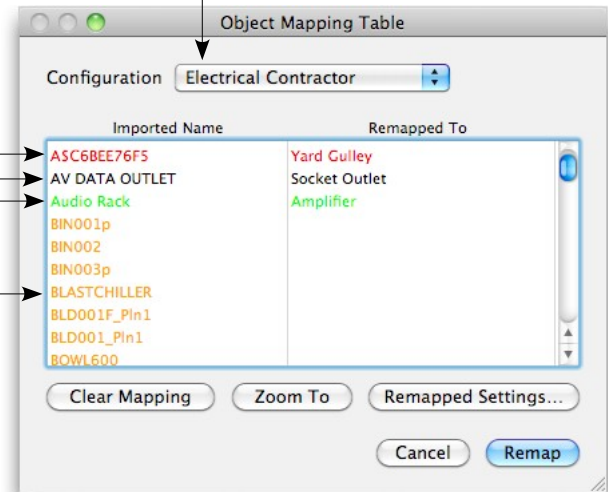 Object Mapping Table
Configuration Electrical Contractor
Imported Name Remapped To
ASC6BEE76F5 Yard Gulley
AV DATA OUTLET Socket Outlet
Audio Rack Amplifier
BIN001p
BIN002
BIN003p
BLASTCHILLER
BLD001F_Pln1
BLD001_Pln1
BOWL600
Clear Mapping Zoom To Remapped Settings...
Cancel Remap